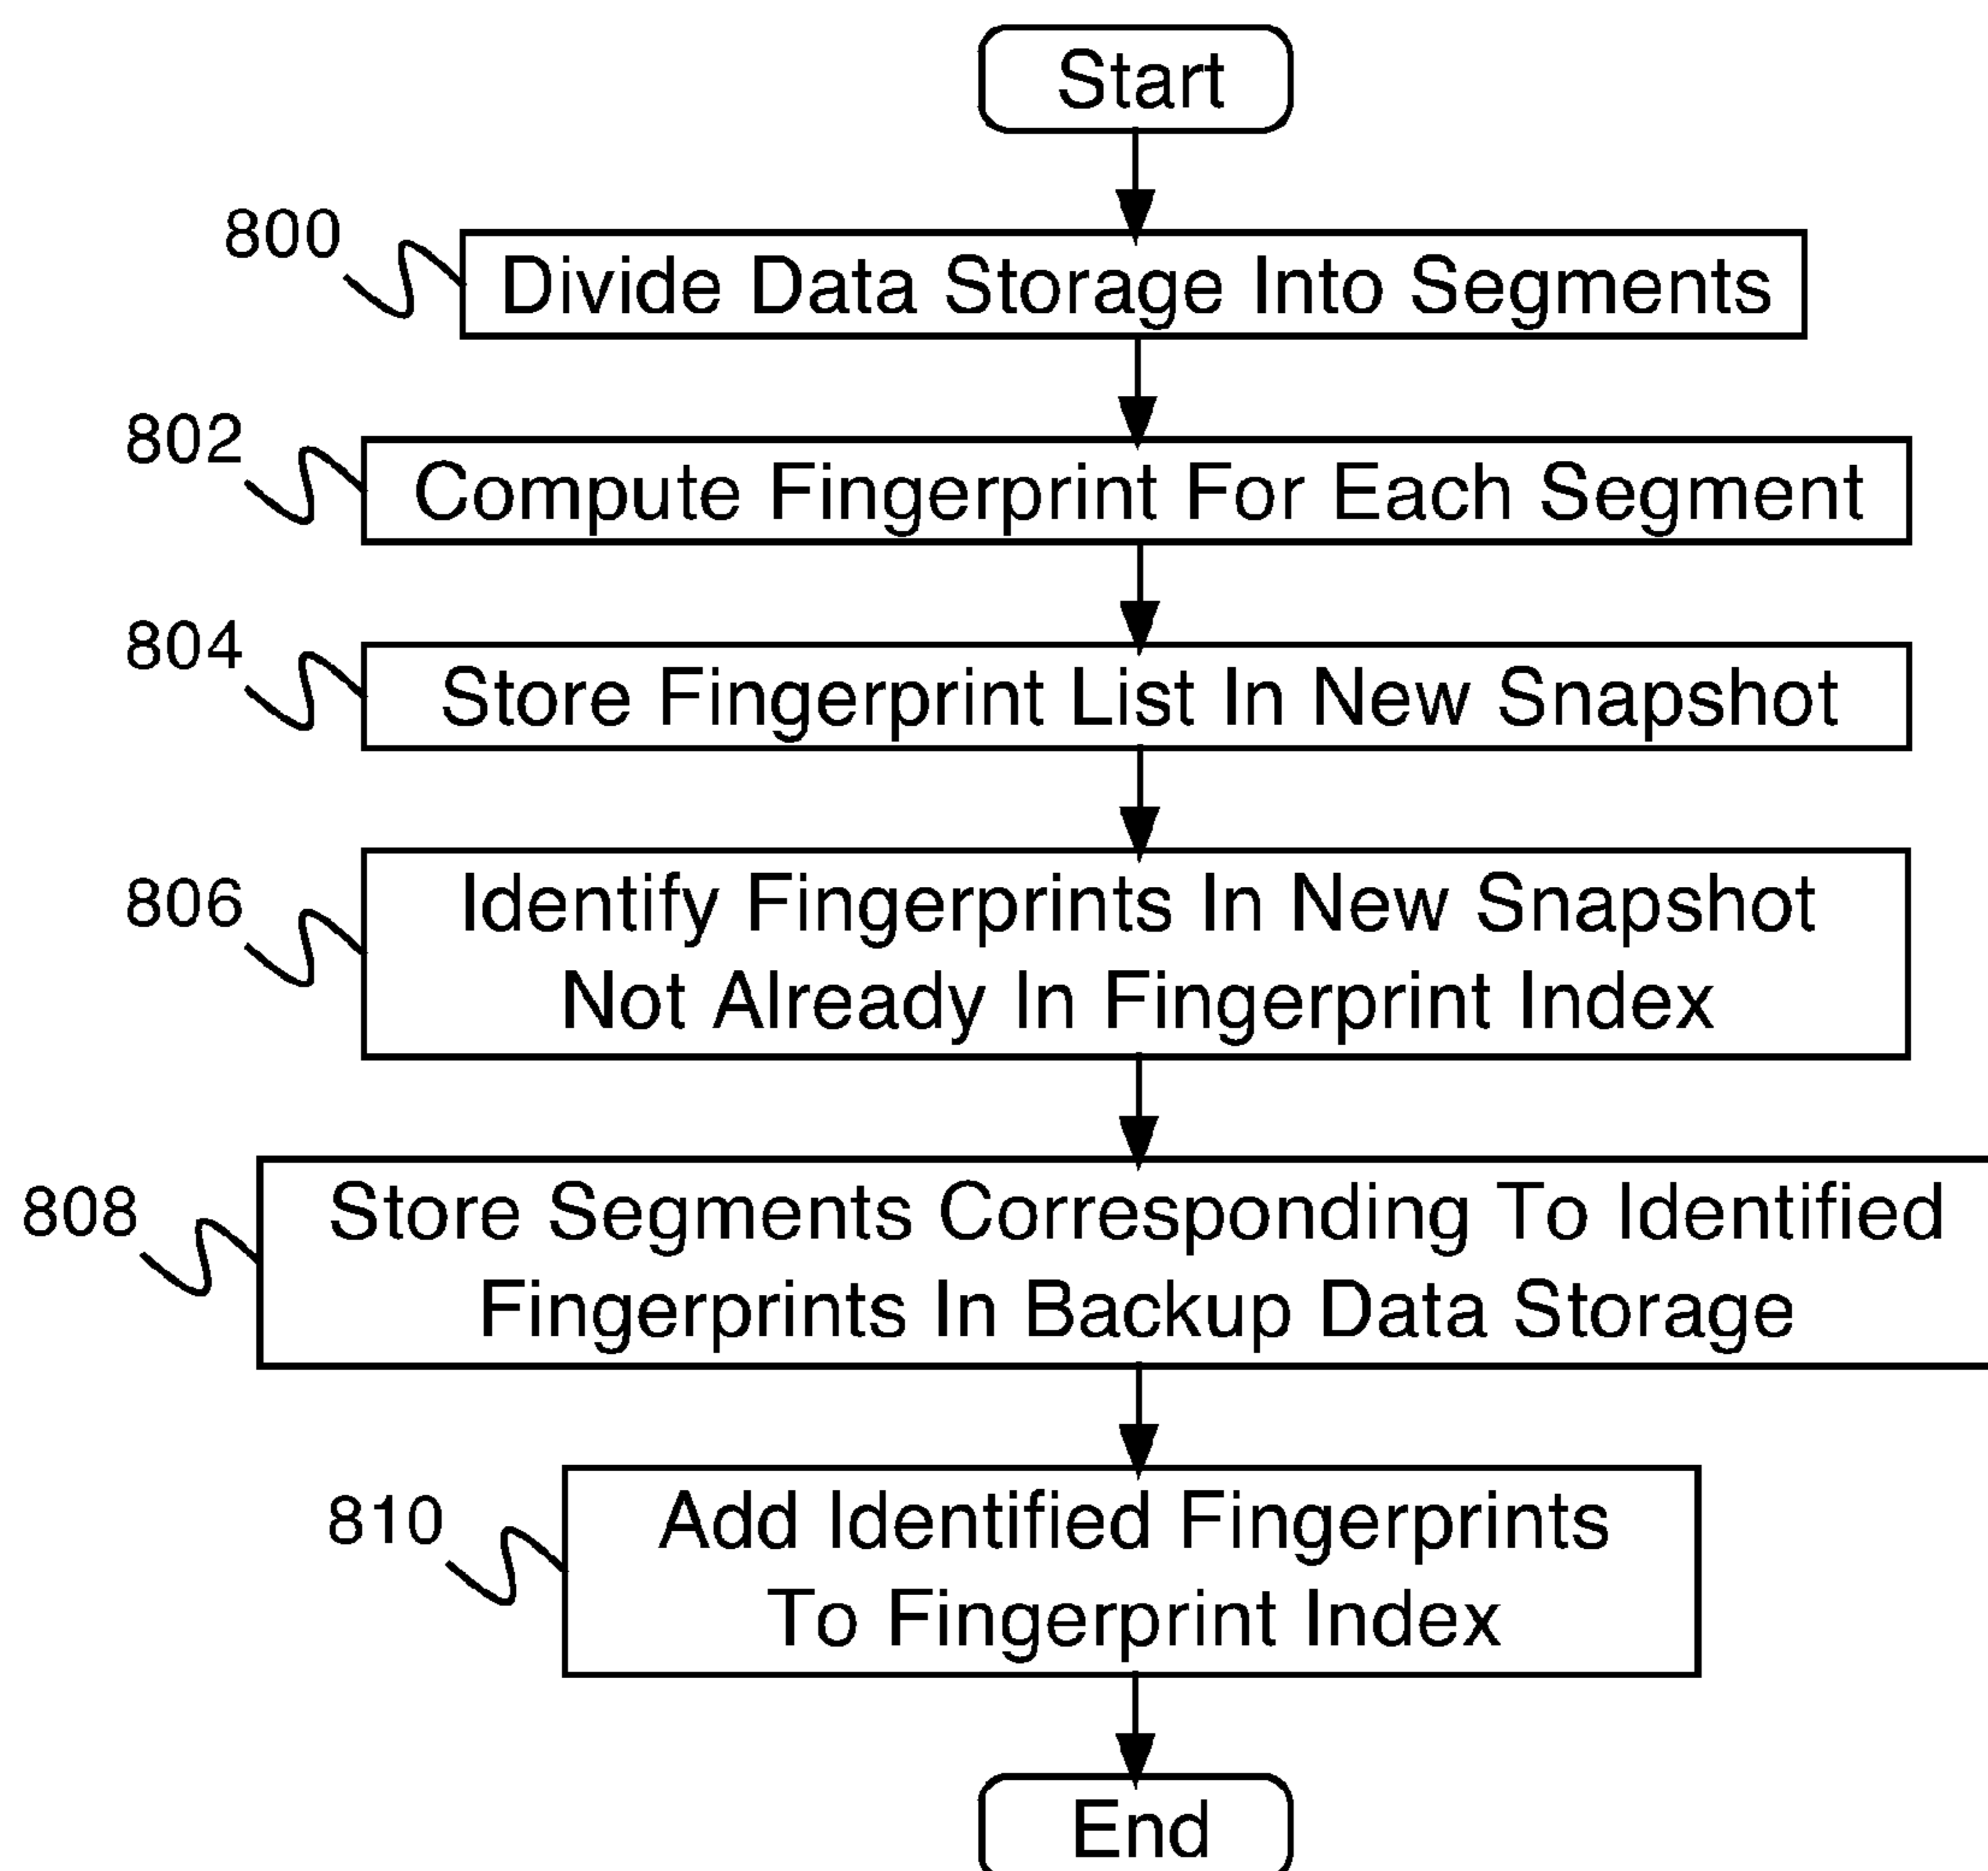 Start
800
Divide Data Storage Into Segments
802
Compute Fingerprint For Each Segment
804
Store Fingerprint List In New Snapshot
806
Identify Fingerprints In New Snapshot
Not Already In Fingerprint Index
808
Store Segments Corresponding To Identified
Fingerprints In Backup Data Storage
810
Add Identified Fingerprints
To Fingerprint Index
End